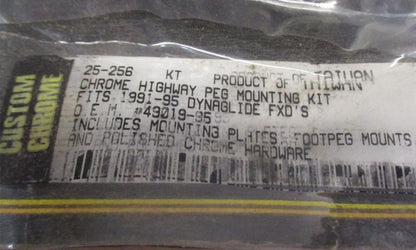 CUSTOM
CHROME
25-256 KT PRODUCT OF TAIWAN
CHROME HIGHWAY PEG MOUNTING KIT
FITS 1991-95 DYNAGLIDE FXD'S
O.E.M. #49019-95
INCLUDES MOUNTING PLATES, FOOTPEG MOUNTS
AND POLISHED CHROME HARDWARE